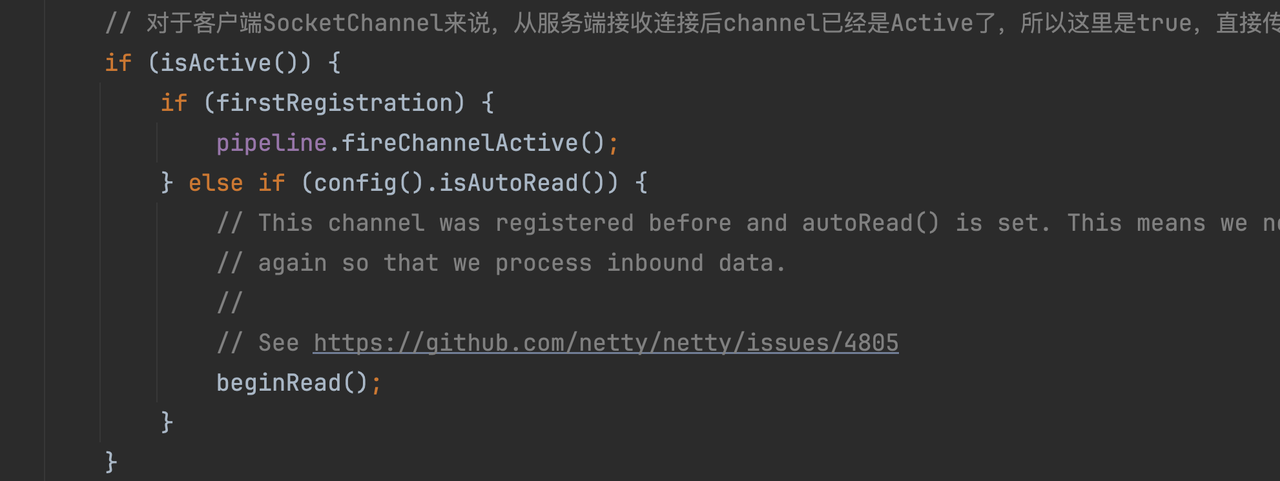 // 对于客户端SocketChannel来说，从服务端接收连接后channel已经是Active了，所以这里是true，直接传
if (isActive()) {
if (firstRegistration) {
pipeline.fireChannelActive();
} else if (config().isAutoRead()) {
// This channel was registered before and autoRead() is set. This means we
// again so that we process inbound data.
//
// See https://github.com/netty/netty/issues/4805
beginRead();
}
}